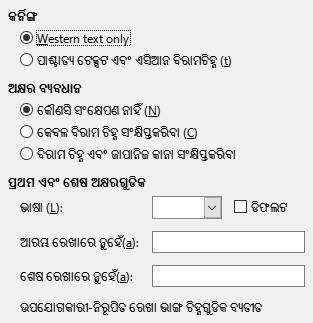 କର୍ନିଙ୍ଗ
Western text only
ପାଶ୍ଚାତ୍ୟ ଟେକ୍ସଟ ଏବଂ ଏସିଆନ ବିରାମଚିହ୍ନ (t)
ଅକ୍ଷର ବ୍ୟବଧାନ
କୌଣସି ସଂକ୍ଷେପଣ ନାହିଁ (N)
କେବଳ ବିରାମ ଚିହ୍ନ ସଂକ୍ଷିପ୍ତକରିବା (C)
ବିରାମ ଚିହ୍ନ ଏବଂ ଜାପାନିଜ କାନା ସଂକ୍ଷିପ୍ତକରିବା
ପ୍ରଥମ ଏବଂ ଶେଷ ଅକ୍ଷରଗୁଡିକ
ଭାଷା (L): ଡିଫଲଟ
ଆରମ୍ଭ ରେଖାରେ ନୁହେଁ(a):
ଶେଷ ରେଖାରେ ନୁହେଁ(a):
ଉପଯୋଗକାରୀ-ନିରୂପିତ ରେଖା ଭାଙ୍ଗ ଚିହ୍ନଗୁଡିକ ବ୍ୟତୀତ